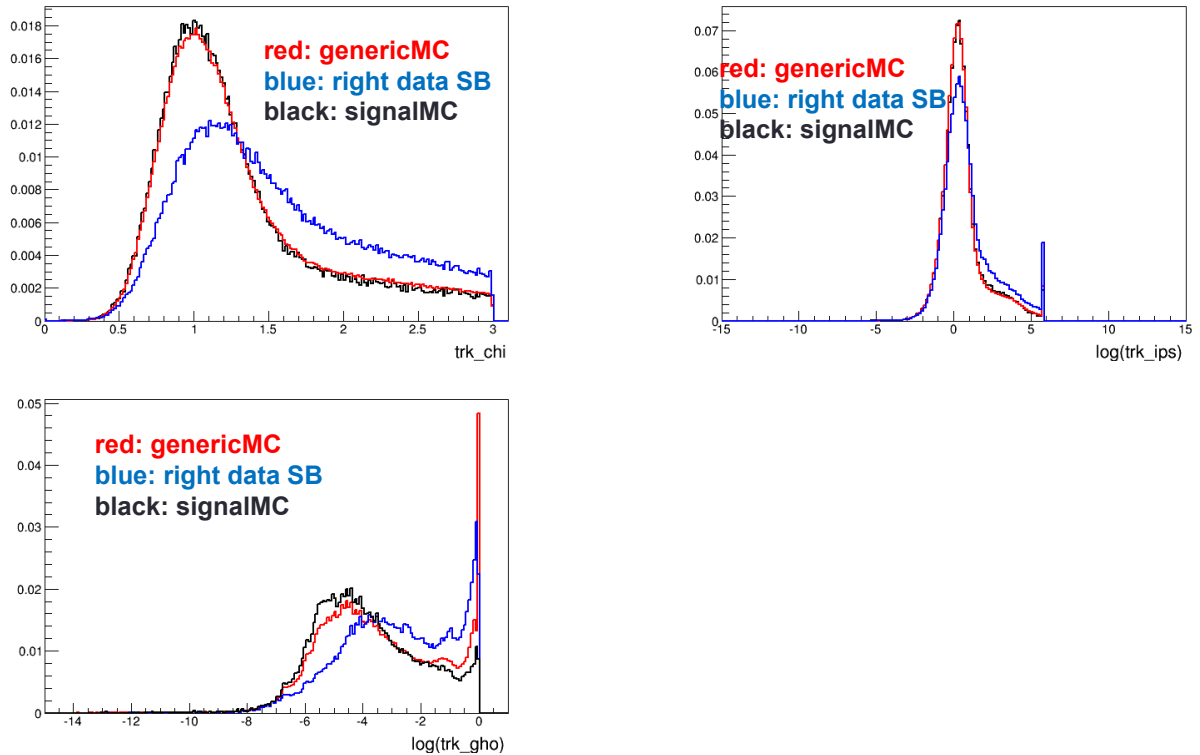 0.018
0.016
0.014
0.012
0.01
0.008
0.006
0.004
0.002
0
0 0.5 1 1.5 2 2.5 3
trk_chi
red: genericMC
blue: right data SB
black: signalMC
0.07
0.06
0.05
0.04
0.03
0.02
0.01
0
-15 -10 -5 0 5 10 15
log(trk_ips)
red: genericMC
blue: right data SB
black: signalMC
0.05
0.04
0.03
0.02
0.01
0
-14 -12 -10 -8 -6 -4 -2 0
log(trk_gho)
red: genericMC
blue: right data SB
black: signalMC